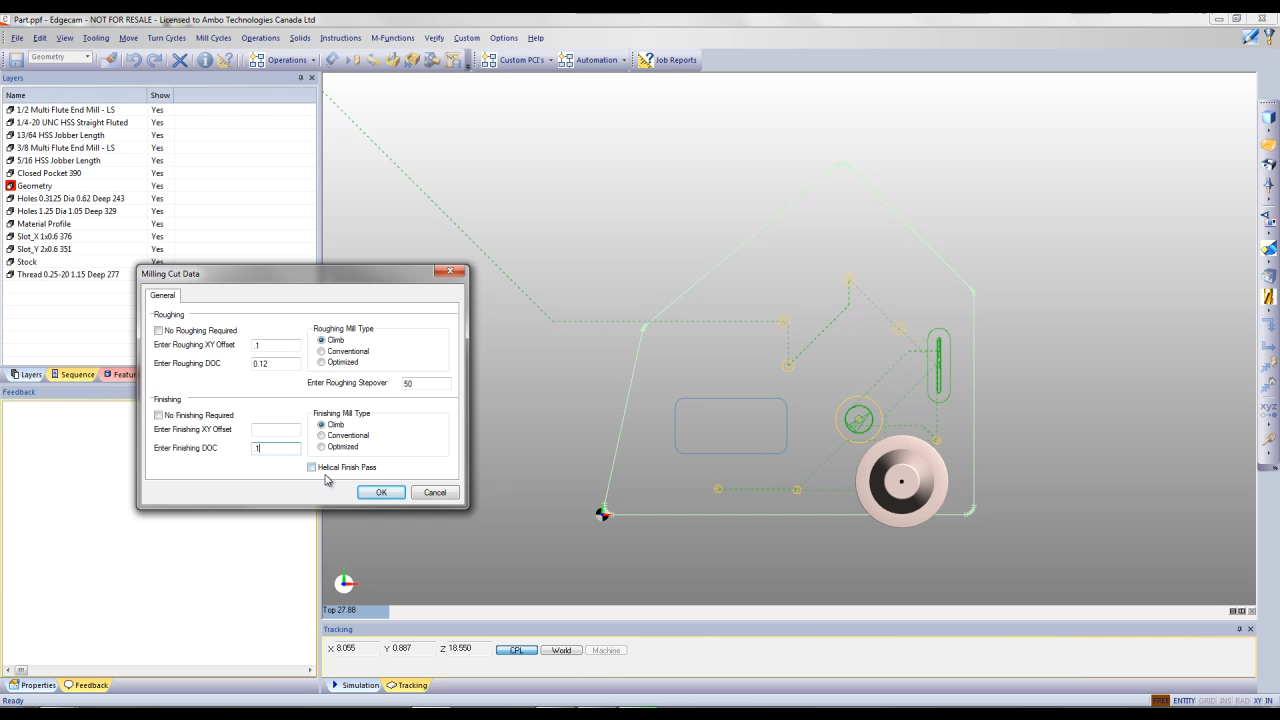 Part.ppf - Edgecam - NOT FOR RESALE - Licensed to Ambo Technologies Canada Ltd
File Edit View Tooling Move Turn Cycles Mill Cycles Operations Solids Instructions M-Functions Verify Custom Options Help
Geometry Operations Custom PCI's Automation Job Reports
Layers
Name Show
1/2 Multi Flute End Mill - LS Yes
1/4-20 UNC HSS Straight Fluted Yes
13/64 HSS Jobber Length Yes
3/8 Multi Flute End Mill - LS Yes
5/16 HSS Jobber Length Yes
Closed Pocket 390 Yes
Geometry Yes
Holes 0.3125 Dia 0.62 Deep 243 Yes
Holes 1.25 Dia 1.05 Deep 329 Yes
Material Profile Yes
Slot_X 1x0.6 376 Yes
Slot_Y 2x0.6 351 Yes
Stock Yes
Thread 0.25-20 1.15 Deep 277 Yes
Layers Sequence Featur
Feedback
Milling Cut Data
General
Roughing
No Roughing Required
Enter Roughing XY Offset .1
Enter Roughing DOC 0.12
Roughing Mill Type
Climb
Conventional
Optimized
Enter Roughing Stepover 50
Finishing
No Finishing Required
Enter Finishing XY Offset
Enter Finishing DOC .1
Finishing Mill Type
Climb
Conventional
Optimized
Helical Finish Pass
OK Cancel
Top 27.88
Tracking
X 8.055 Y 0.887 Z 18.550 CPL World Machine
Properties Feedback Simulation Tracking
Ready FREE ENTITY GRID INS RAD XY IN
xyz